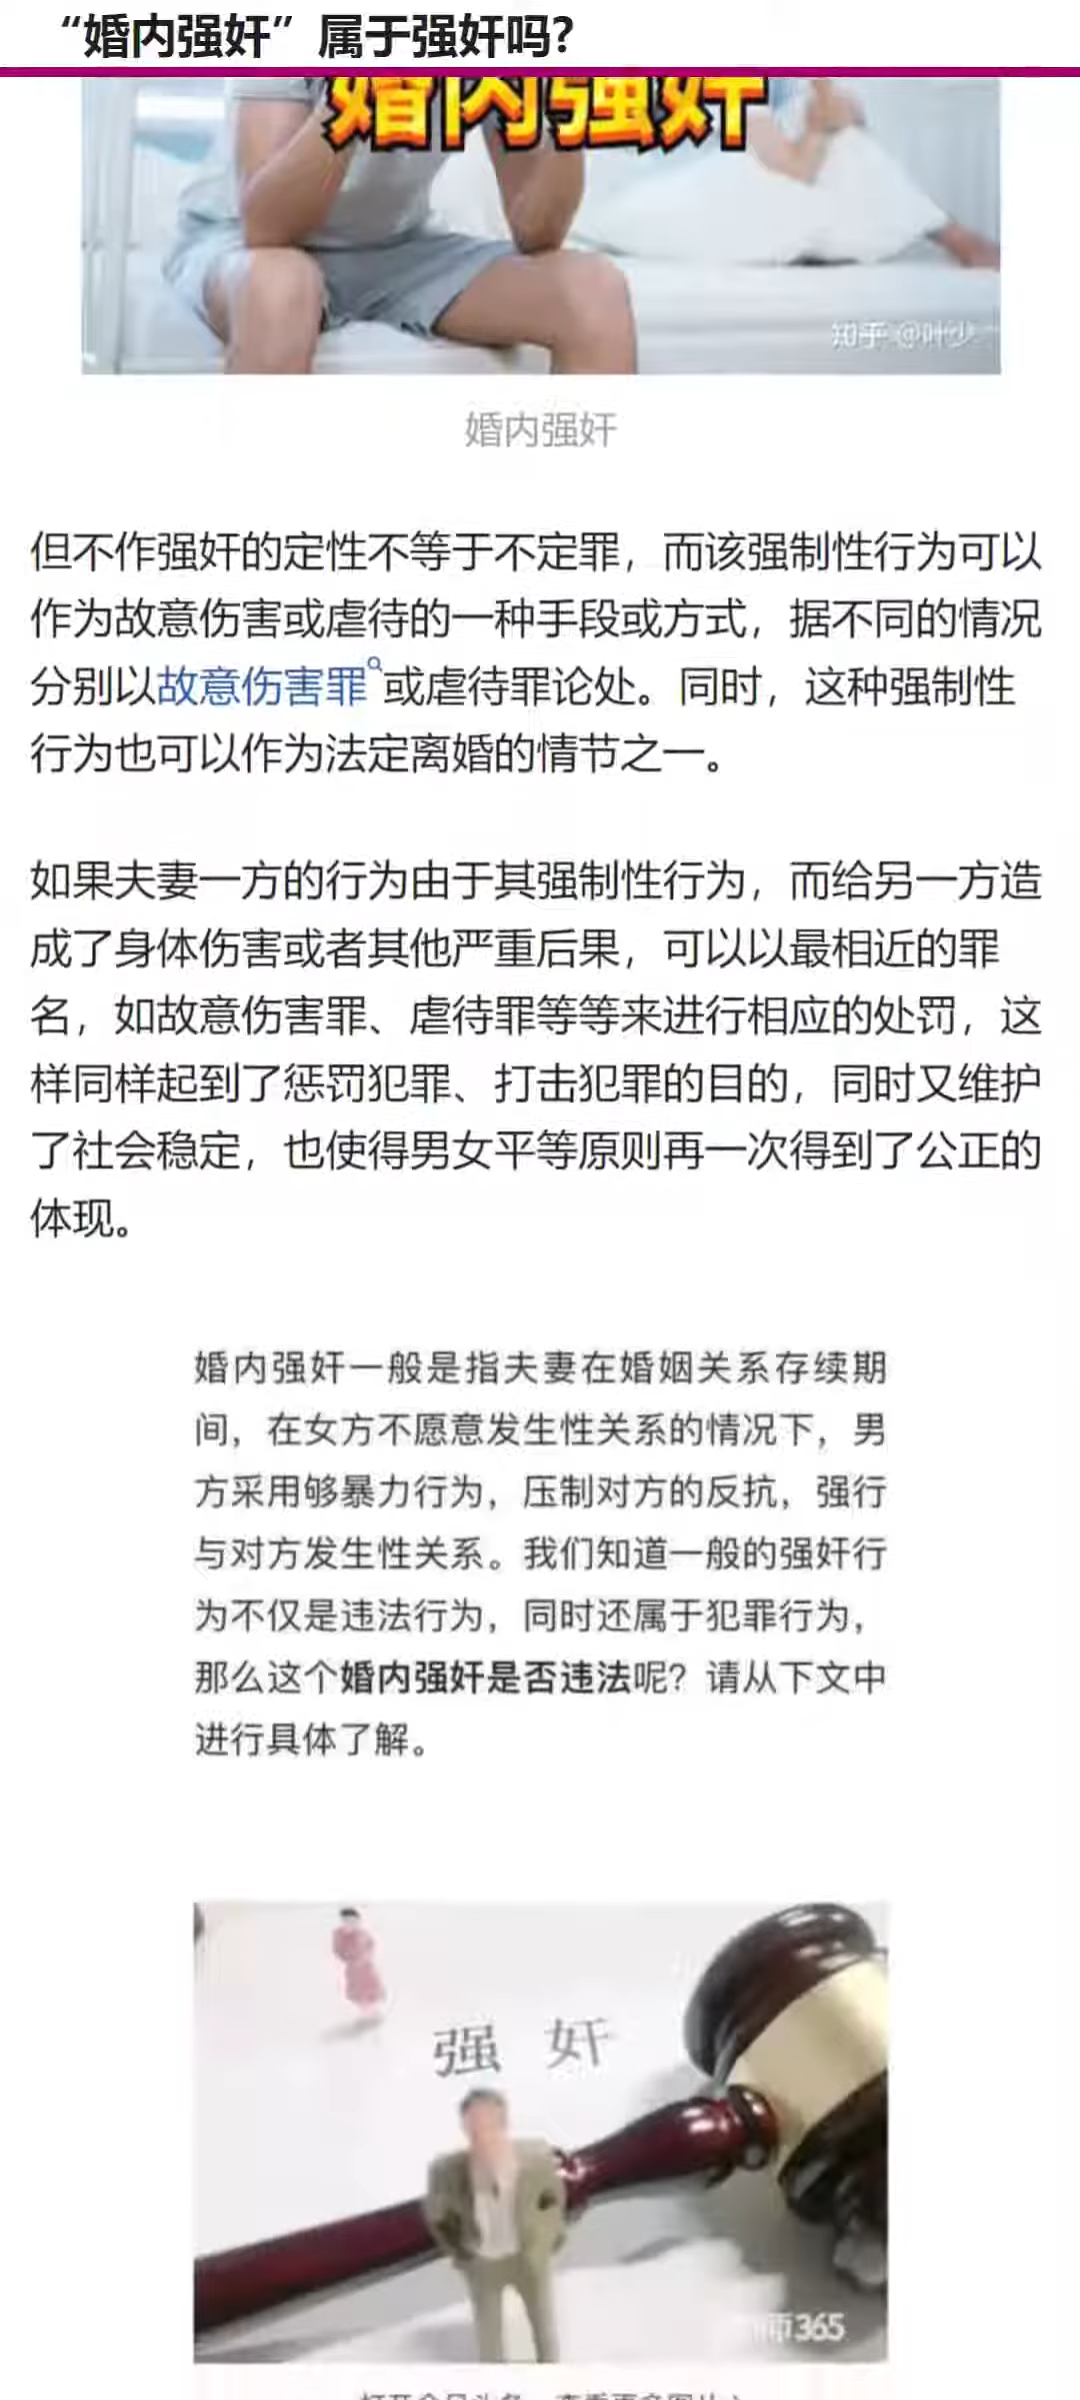 “婚内强奸”属于强奸吗?
婚内强奸
知乎 @叶少
婚内强奸
但不作强奸的定性不等于不定罪，而该强制性行为可以
作为故意伤害或虐待的一种手段或方式，据不同的情况
分别以故意伤害罪或虐待罪论处。同时，这种强制性
行为也可以作为法定离婚的情节之一。
如果夫妻一方的行为由于其强制性行为，而给另一方造
成了身体伤害或者其他严重后果，可以以最相近的罪
名，如故意伤害罪、虐待罪等等来进行相应的处罚，这
样同样起到了惩罚犯罪、打击犯罪的目的，同时又维护
了社会稳定，也使得男女平等原则再一次得到了公正的
体现。
婚内强奸一般是指夫妻在婚姻关系存续期
间，在女方不愿意发生性关系的情况下，男
方采用够暴力行为，压制对方的反抗，强行
与对方发生性关系。我们知道一般的强奸行
为不仅是违法行为，同时还属于犯罪行为，
那么这个婚内强奸是否违法呢？请从下文中
进行具体了解。
强 奸
365